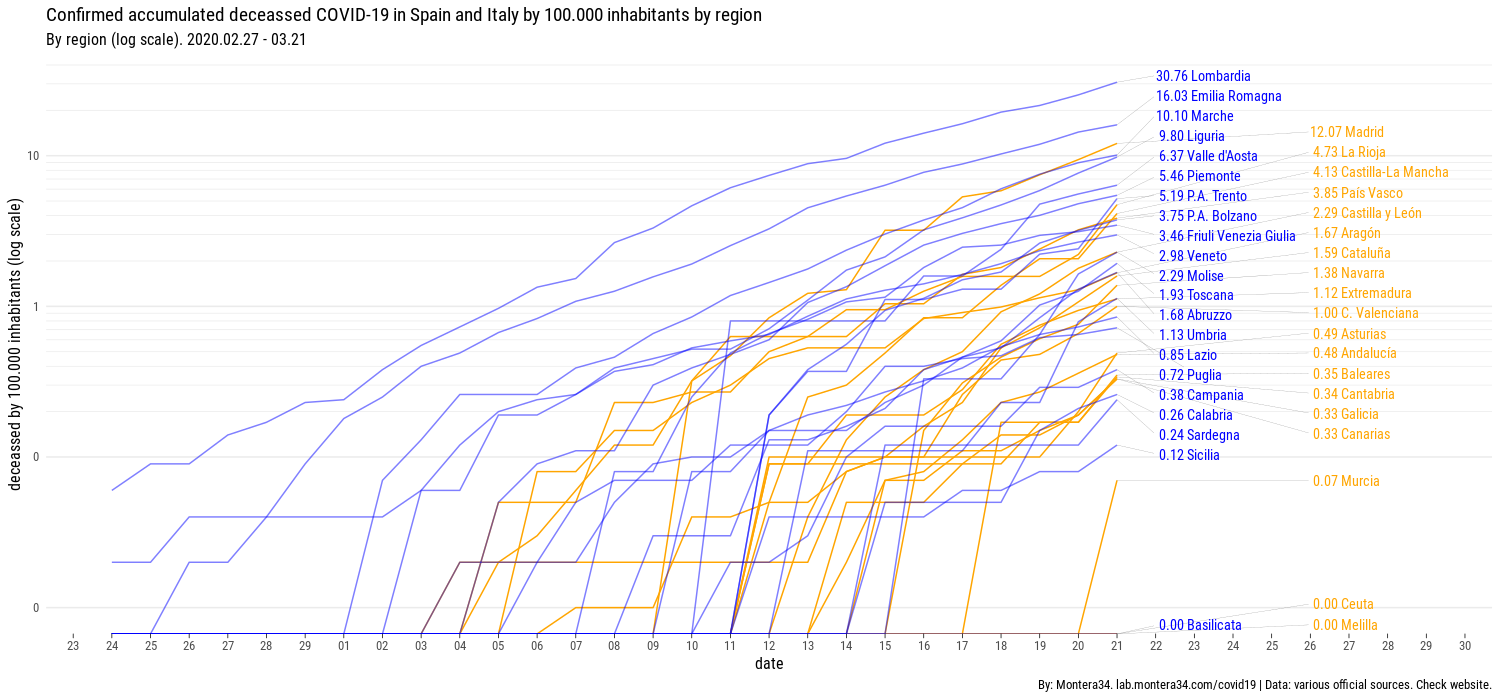 Confirmed accumulated deceassed COVID-19 in Spain and Italy by 100.000 inhabitants by region
By region (log scale). 2020.02.27 - 03.21
deceassed by 100.000 inhabitants (log scale)
10
1
0
0
30.76 Lombardia
16.03 Emilia Romagna
10.10 Marche
9.80 Liguria
6.37 Valle d'Aosta
5.46 Piemonte
5.19 P.A. Trento
3.75 P.A. Bolzano
3.46 Friuli Venezia Giulia
2.98 Veneto
2.29 Molise
1.93 Toscana
1.68 Abruzzo
1.13 Umbria
0.85 Lazio
0.72 Puglia
0.38 Campania
0.26 Calabria
0.24 Sardegna
0.12 Sicilia
0.00 Basilicata
12.07 Madrid
4.73 La Rioja
4.13 Castilla-La Mancha
3.85 País Vasco
2.29 Castilla y León
1.67 Aragón
1.59 Cataluña
1.38 Navarra
1.12 Extremadura
1.00 C. Valenciana
0.49 Asturias
0.48 Andalucía
0.35 Baleares
0.34 Cantabria
0.33 Galicia
0.33 Canarias
0.07 Murcia
0.00 Ceuta
0.00 Melilla
23 24 25 26 27 28 29 01 02 03 04 05 06 07 08 09 10 11 12 13 14 15 16 17 18 19 20 21 22 23 24 25 26 27 28 29 30
date
By: Montera34. lab.montera34.com/covid19 | Data: various official sources. Check website.